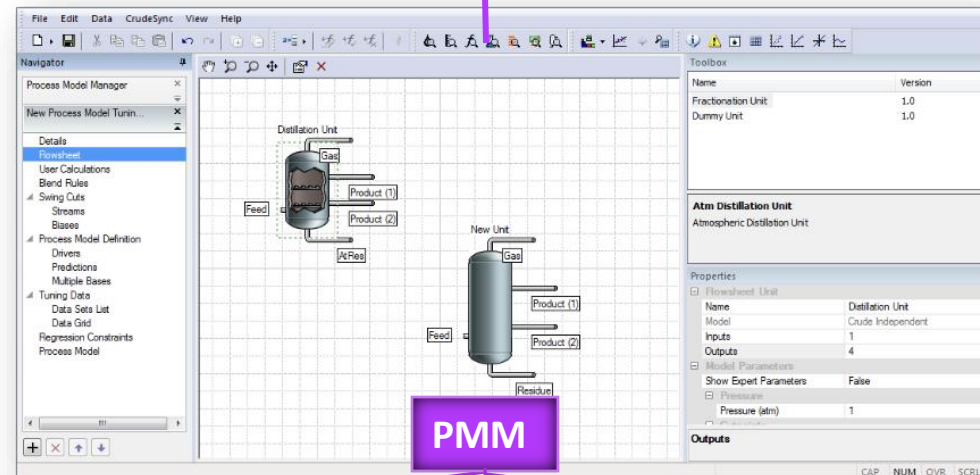 File Edit Data CrudeSync View Help
Navigator
Process Model Manager
New Process Model Tunin...
Details
Flowsheet
User Calculations
Blend Rules
Swing Cuts
Streams
Biases
Process Model Definition
Drivers
Predictions
Multiple Bases
Tuning Data
Data Sets List
Data Grid
Regression Constraints
Process Model
Distillation Unit
Gas
Product (1)
Feed
Product (2)
AtRes
New Unit
Gas
Product (1)
Feed
Product (2)
Residue
PMM
Toolbox
Name Version
Fractionation Unit 1.0
Dummy Unit 1.0
Atm Distillation Unit
Atmospheric Distillation Unit
Properties
Flowsheet Unit
Name Distillation Unit
Model Crude Independent
Inputs 1
Outputs 4
Model Parameters
Show Expert Parameters False
Pressure
Pressure (atm) 1
Outputs
CAP NUM OVR